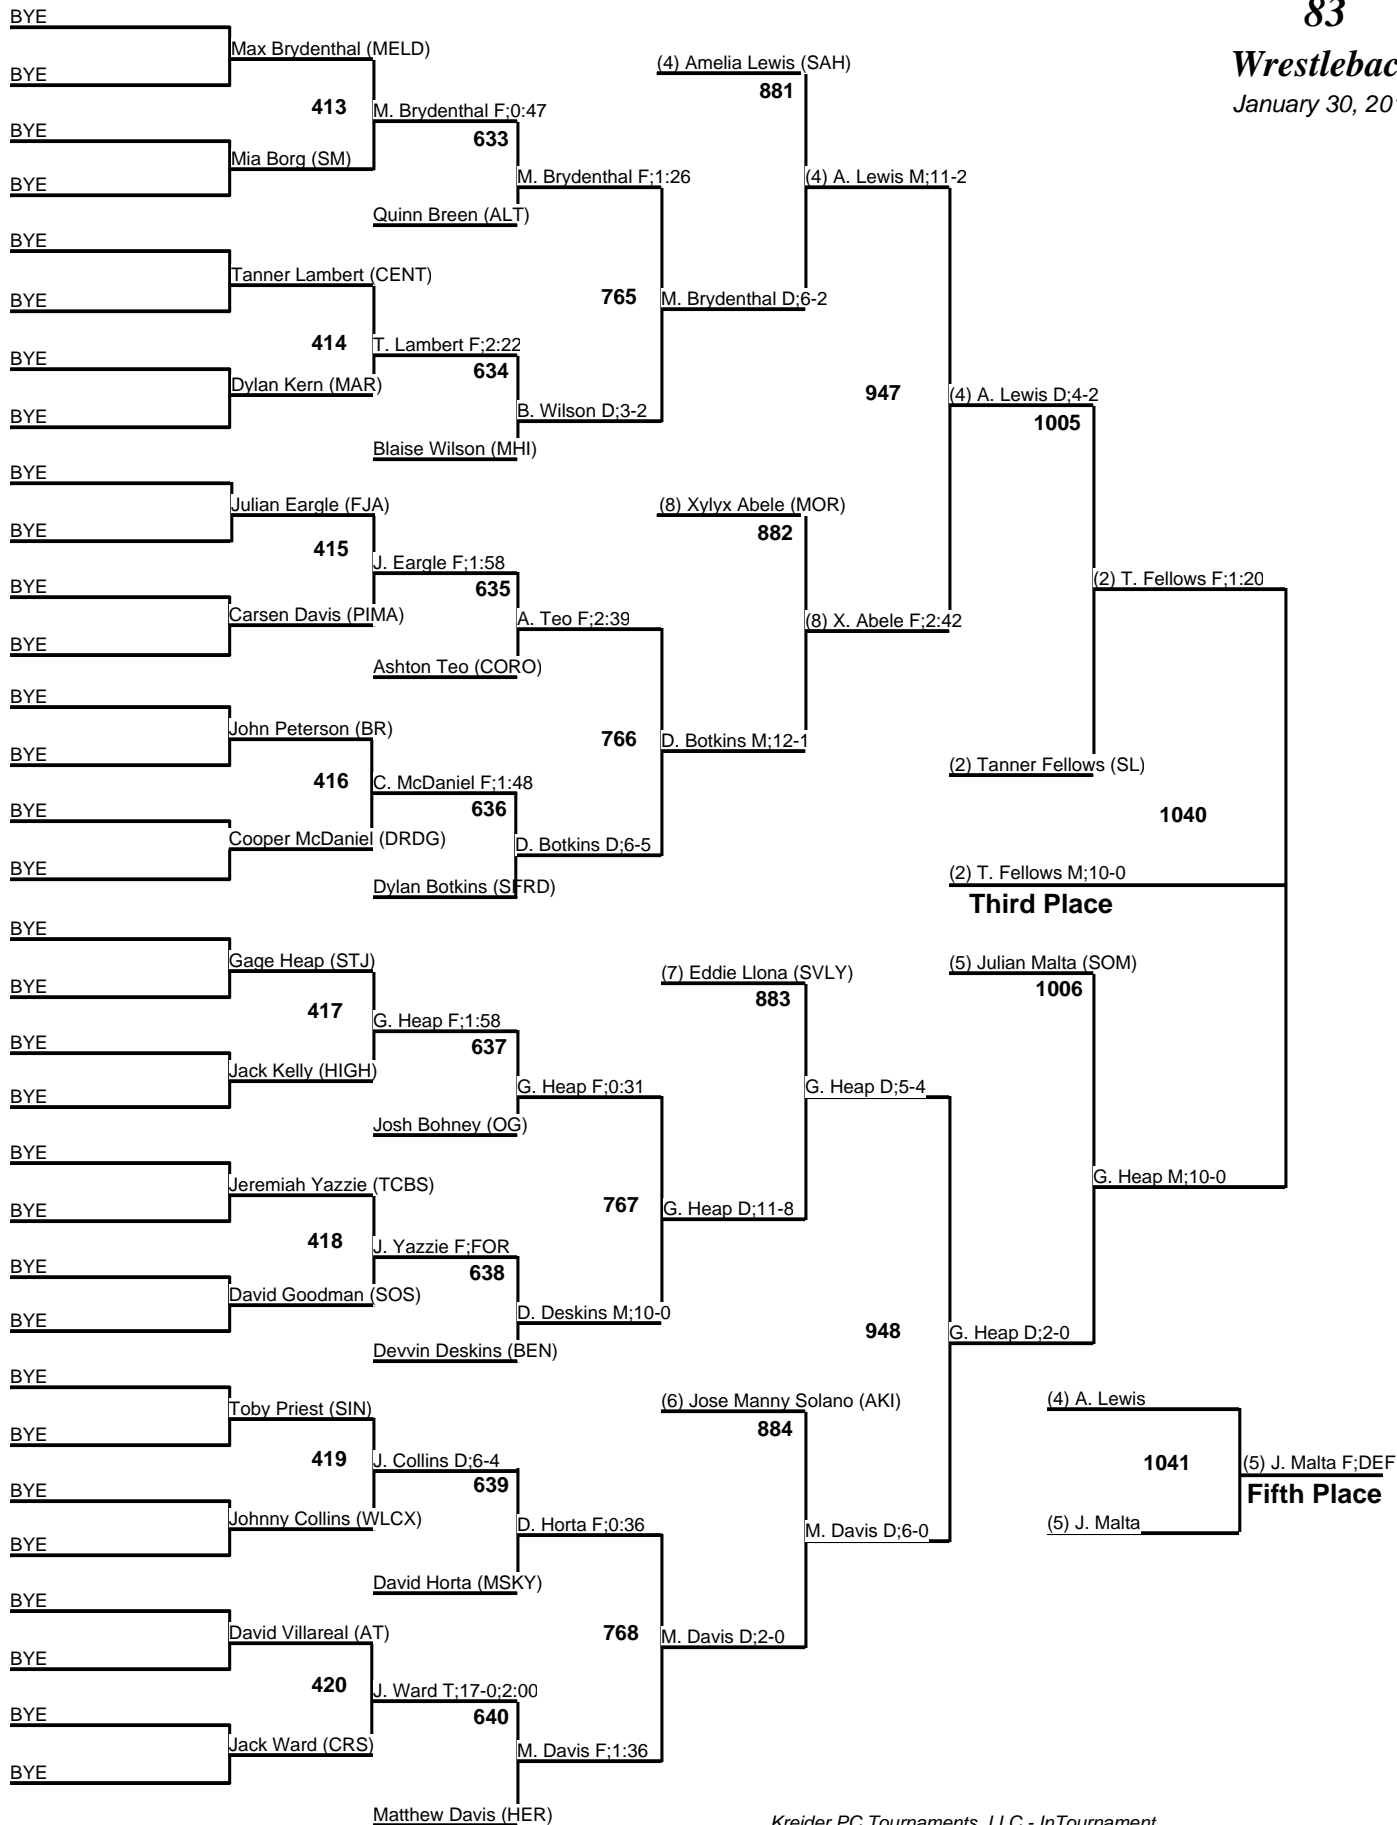 83
Wrestlebac
January 30, 201
BYE
Max Brydenthal (MELD)
BYE
413
M. Brydenthal F;0:47
BYE
633
Mia Borg (SM)
BYE
M. Brydenthal F;1:26
Quinn Breen (ALT)
BYE
Tanner Lambert (CENT)
BYE
765
M. Brydenthal D;6-2
414
T. Lambert F;2:22
BYE
634
Dylan Kern (MAR)
BYE
B. Wilson D;3-2
Blaise Wilson (MHI)
(4) Amelia Lewis (SAH)
881
(4) A. Lewis M;11-2
947
(4) A. Lewis D;4-2
1005
BYE
Julian Eargle (FJA)
BYE
415
J. Eargle F;1:58
BYE
635
Carsen Davis (PIMA)
BYE
A. Teo F;2:39
Ashton Teo (CORO)
BYE
John Peterson (BR)
BYE
766
D. Botkins M;12-1
416
C. McDaniel F;1:48
BYE
636
Cooper McDaniel (DRDG)
BYE
D. Botkins D;6-5
Dylan Botkins (SFRD)
(8) Xylyx Abele (MOR)
882
(8) X. Abele F;2:42
(2) T. Fellows F;1:20
(2) Tanner Fellows (SL)
1040
(2) T. Fellows M;10-0
Third Place
BYE
Gage Heap (STJ)
BYE
417
G. Heap F;1:58
BYE
637
Jack Kelly (HIGH)
BYE
G. Heap F;0:31
Josh Bohney (OG)
BYE
Jeremiah Yazzie (TCBS)
BYE
767
G. Heap D;11-8
418
J. Yazzie F;FOR
BYE
638
David Goodman (SOS)
BYE
D. Deskins M;10-0
Devvin Deskins (BEN)
(7) Eddie Llona (SVLY)
883
G. Heap D;5-4
(5) Julian Malta (SOM)
1006
G. Heap M;10-0
948
G. Heap D;2-0
BYE
Toby Priest (SIN)
BYE
419
J. Collins D;6-4
BYE
639
Johnny Collins (WLCX)
BYE
D. Horta F;0:36
David Horta (MSKY)
BYE
David Villareal (AT)
BYE
768
M. Davis D;2-0
420
J. Ward T;17-0;2:00
BYE
640
Jack Ward (CRS)
BYE
M. Davis F;1:36
Matthew Davis (HER)
(6) Jose Manny Solano (AKI)
884
M. Davis D;6-0
(4) A. Lewis
1041
(5) J. Malta F;DEF
Fifth Place
(5) J. Malta
Kreider PC Tournaments, LLC - InTournament